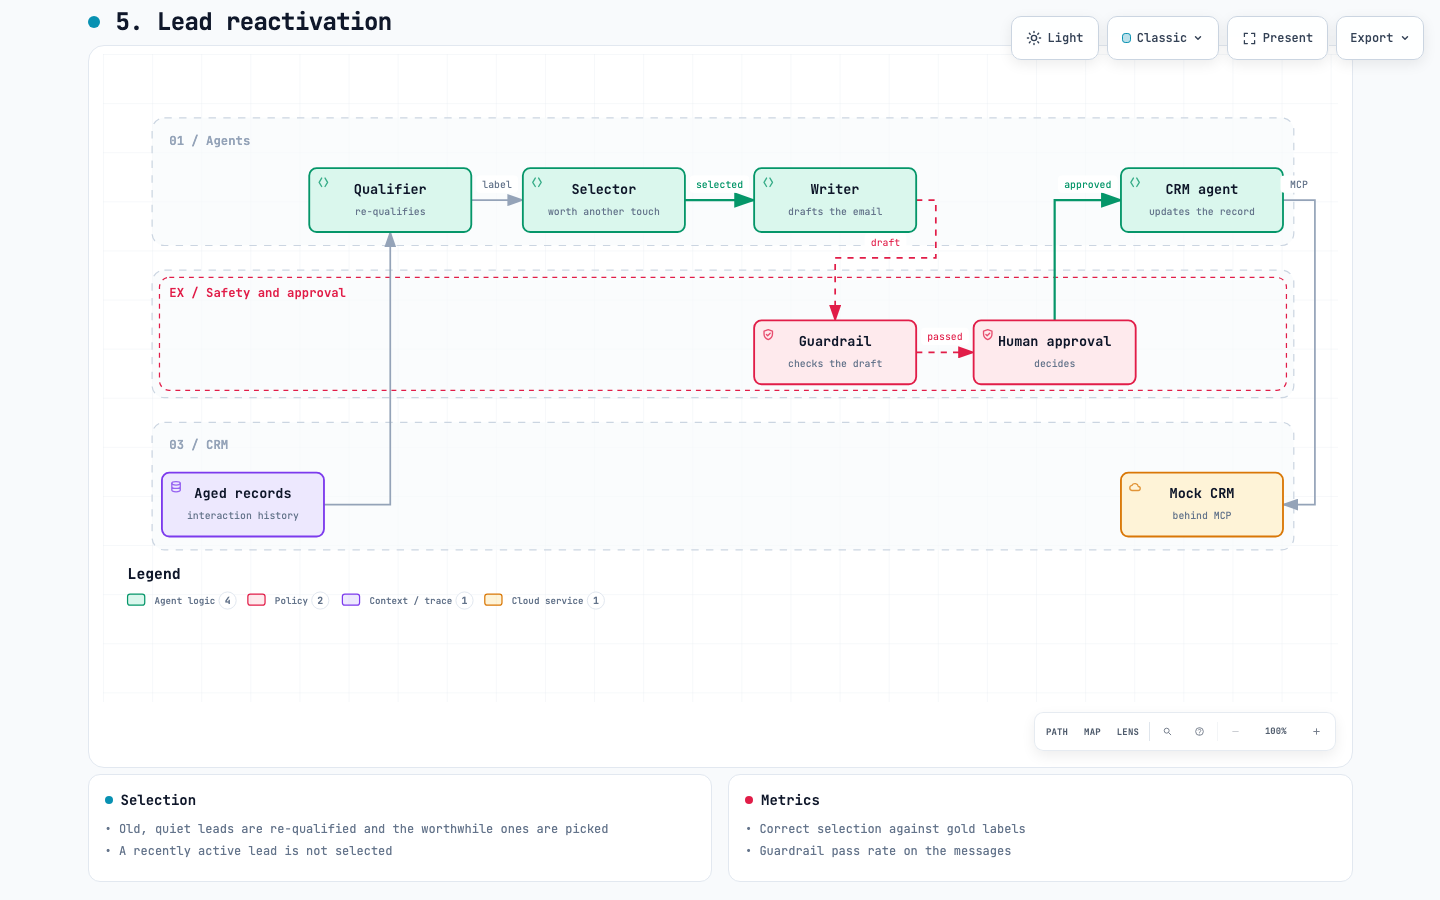 5. Lead reactivation
Light
Classic
Present
Export
01 / Agents
Qualifier
re-qualifies
label
Selector
worth another touch
selected
Writer
drafts the email
draft
approved
CRM agent
updates the record
MCP
EX / Safety and approval
Guardrail
checks the draft
passed
Human approval
decides
03 / CRM
Aged records
interaction history
Mock CRM
behind MCP
Legend
Agent logic 4
Policy 2
Context / trace 1
Cloud service 1
PATH MAP LENS 100%
Selection
• Old, quiet leads are re-qualified and the worthwhile ones are picked
• A recently active lead is not selected
Metrics
• Correct selection against gold labels
• Guardrail pass rate on the messages